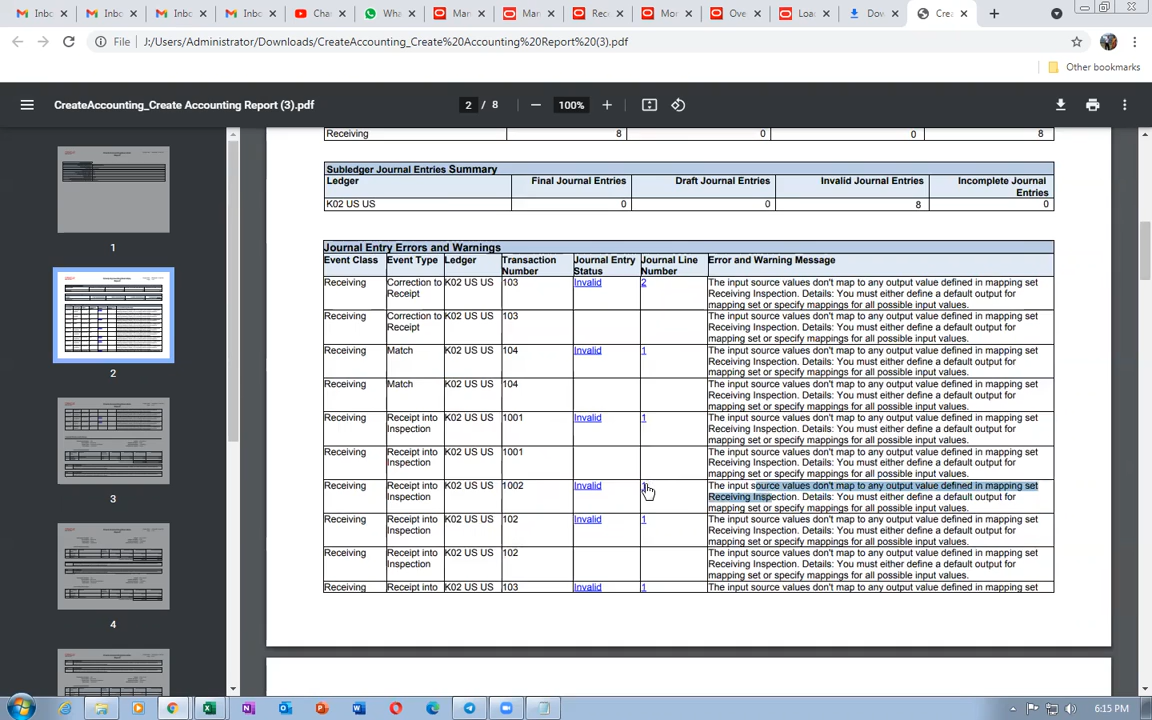 Inbo
Inbo
Inbo
Inbo
Cha
Wha
Man
Man
Rec
Mor
Ove
Loa
Dow
Crea
File J:/Users/Administrator/Downloads/CreateAccounting_Create%20Accounting%20Report%20(3).pdf
Other bookmarks
CreateAccounting_Create Accounting Report (3).pdf
2 / 8
100%
1
2
3
4
Receiving 8 0 0 8
Subledger Journal Entries Summary
Ledger Final Journal Entries Draft Journal Entries Invalid Journal Entries Incomplete Journal
Entries
K02 US US 0 0 8 0
Journal Entry Errors and Warnings
Event Class Event Type Ledger Transaction Journal Entry Journal Line Error and Warning Message
Number Status Number
Receiving Correction to K02 US US 103 Invalid 2 The input source values don't map to any output value defined in mapping set
Receipt Receiving Inspection. Details: You must either define a default output for
mapping set or specify mappings for all possible input values.
Receiving Correction to K02 US US 103 The input source values don't map to any output value defined in mapping set
Receipt Receiving Inspection. Details: You must either define a default output for
mapping set or specify mappings for all possible input values.
Receiving Match K02 US US 104 Invalid 1 The input source values don't map to any output value defined in mapping set
Receiving Inspection. Details: You must either define a default output for
mapping set or specify mappings for all possible input values.
Receiving Match K02 US US 104 The input source values don't map to any output value defined in mapping set
Receiving Inspection. Details: You must either define a default output for
mapping set or specify mappings for all possible input values.
Receiving Receipt into K02 US US 1001 Invalid 1 The input source values don't map to any output value defined in mapping set
Inspection Receiving Inspection. Details: You must either define a default output for
mapping set or specify mappings for all possible input values.
Receiving Receipt into K02 US US 1001 The input source values don't map to any output value defined in mapping set
Inspection Receiving Inspection. Details: You must either define a default output for
mapping set or specify mappings for all possible input values.
Receiving Receipt into K02 US US 1002 Invalid The input source values don't map to any output value defined in mapping set
Inspection Receiving Inspection. Details: You must either define a default output for
mapping set or specify mappings for all possible input values.
Receiving Receipt into K02 US US 102 Invalid 1 The input source values don't map to any output value defined in mapping set
Inspection Receiving Inspection. Details: You must either define a default output for
mapping set or specify mappings for all possible input values.
Receiving Receipt into K02 US US 102 The input source values don't map to any output value defined in mapping set
Inspection Receiving Inspection. Details: You must either define a default output for
mapping set or specify mappings for all possible input values.
Receiving Receipt into K02 US US 103 Invalid 1 The input source values don't map to any output value defined in mapping set
6:15 PM